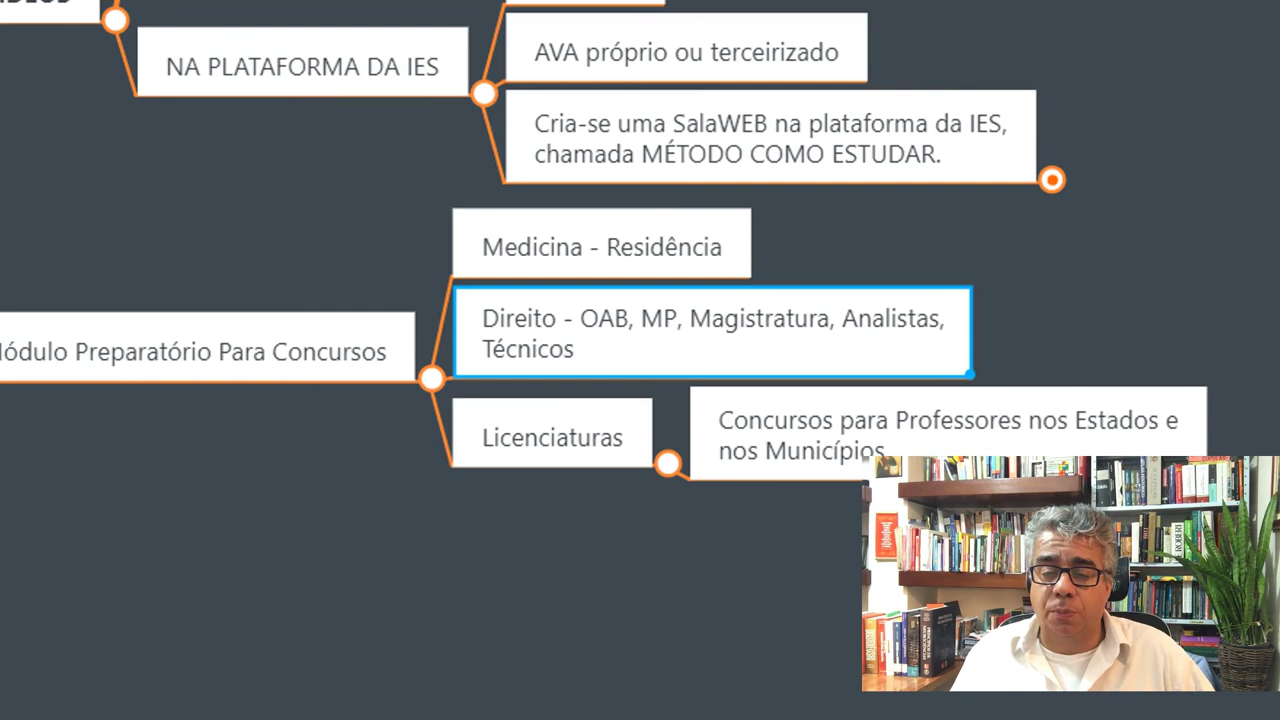 NA PLATAFORMA DA IES
AVA próprio ou terceirizado
Cria-se uma SalaWEB na plataforma da IES,
chamada MÉTODO COMO ESTUDAR.
Medicina - Residência
Direito - OAB, MP, Magistratura, Analistas,
Técnicos
ódulo Preparatório Para Concursos
Licenciaturas
Concursos para Professores nos Estados e
nos Municípios